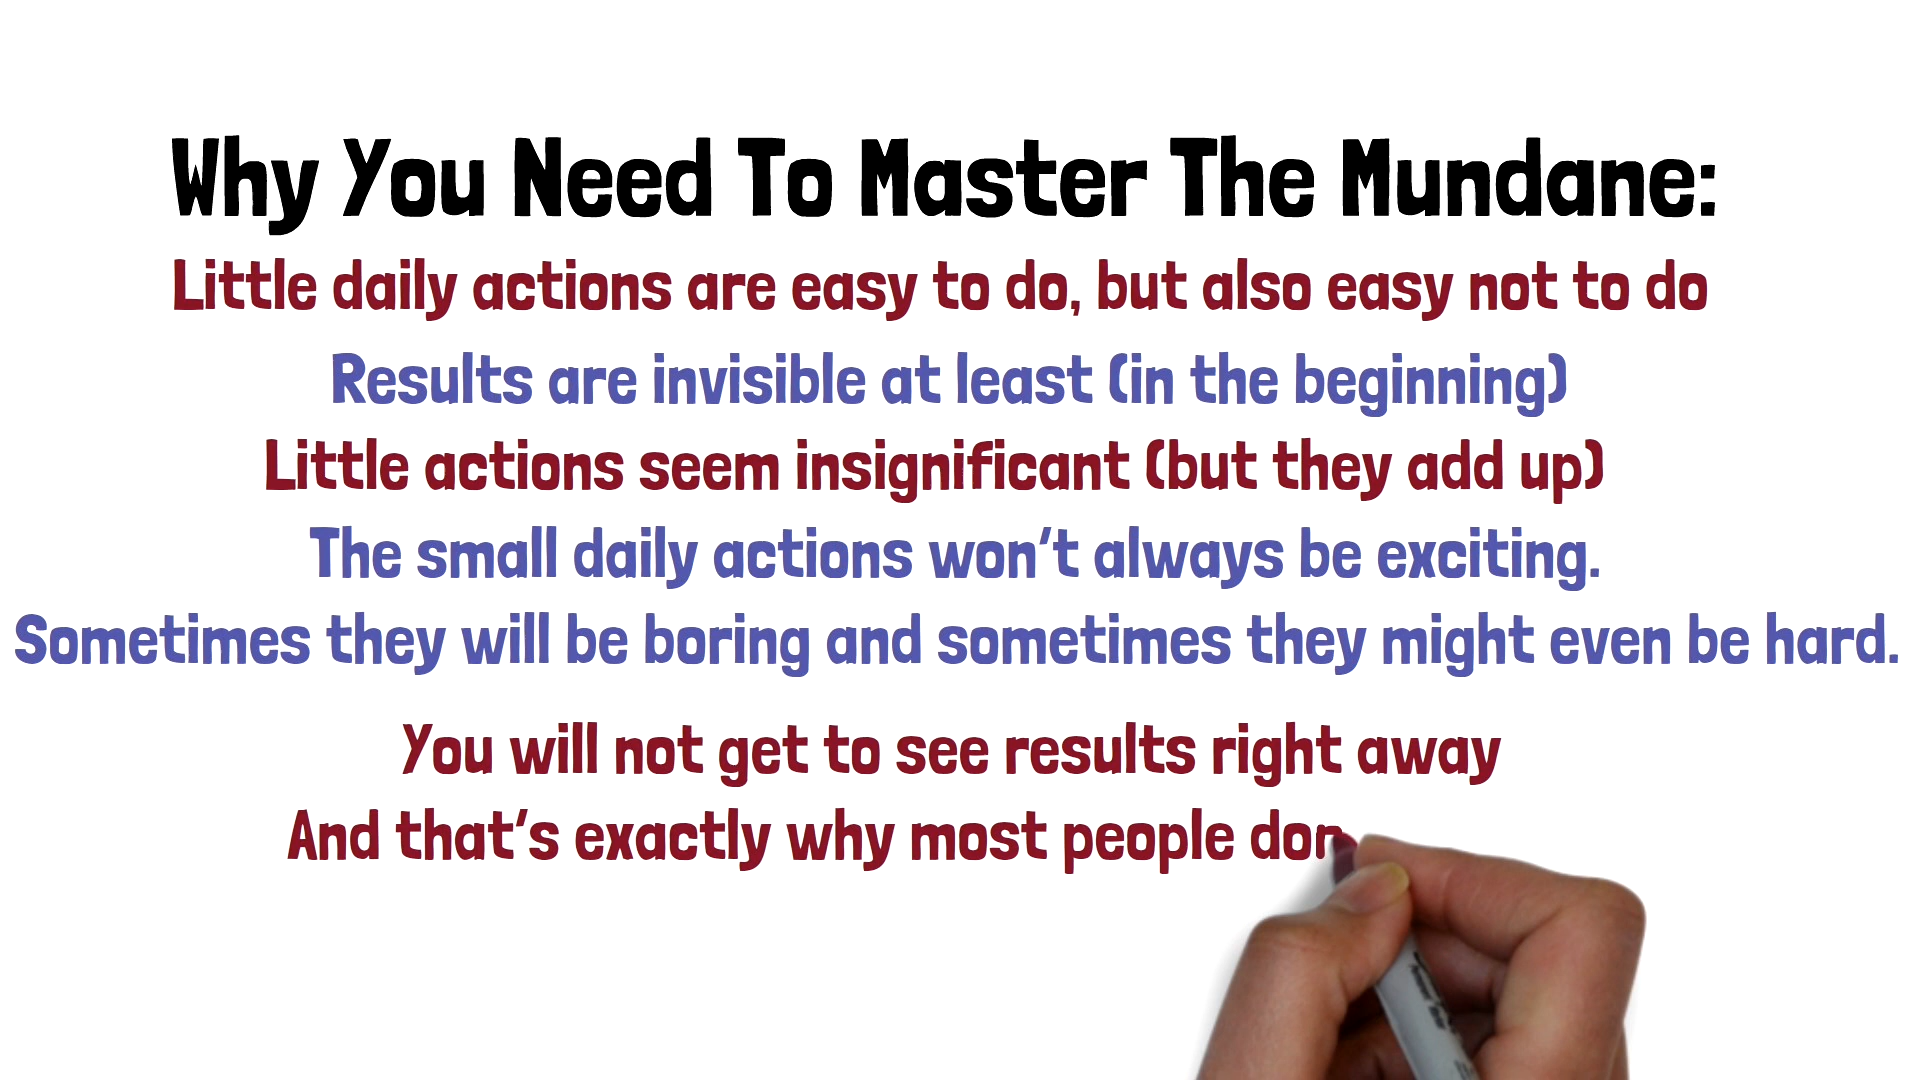 Why You Need To Master The Mundane:
Little daily actions are easy to do, but also easy not to do
Results are invisible at least (in the beginning)
Little actions seem insignificant (but they add up)
The small daily actions won't always be exciting.
Sometimes they will be boring and sometimes they might even be hard.
You will not get to see results right away
And that's exactly why most people